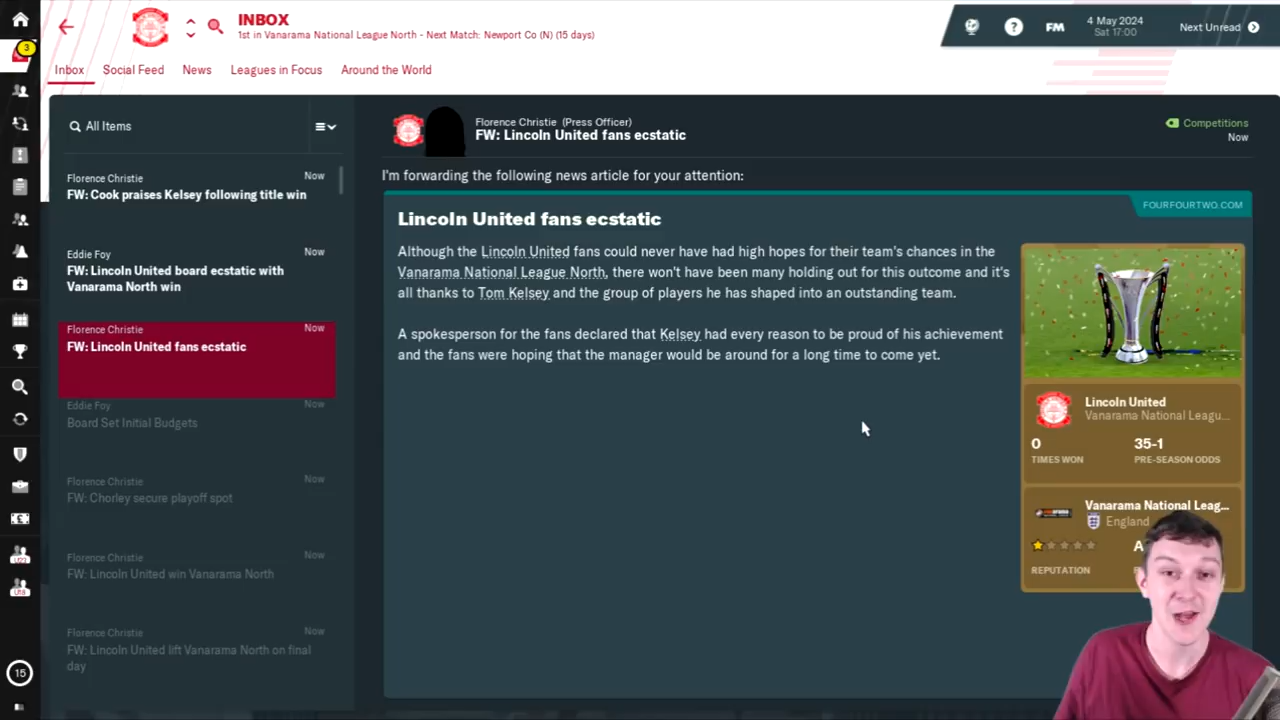 3
INBOX
1st in Vanarama National League North - Next Match: Newport Co (N) (15 days)
?
FM
4 May 2024
Sat 17:00
Next Unread
Inbox
Social Feed
News
Leagues in Focus
Around the World
All Items
Florence Christie
Now
FW: Cook praises Kelsey following title win
Eddie Foy
Now
FW: Lincoln United board ecstatic with
Vanarama North win
Florence Christie
Now
FW: Lincoln United fans ecstatic
Eddie Foy
Now
Board Set Initial Budgets
Florence Christie
Now
FW: Chorley secure playoff spot
Florence Christie
Now
FW: Lincoln United win Vanarama North
Florence Christie
Now
FW: Lincoln United lift Vanarama North on final
day
15
Florence Christie (Press Officer)
FW: Lincoln United fans ecstatic
Competitions
Now
I'm forwarding the following news article for your attention:
FOURFOURTWO.COM
Lincoln United fans ecstatic
Although the Lincoln United fans could never have had high hopes for their team's chances in the
Vanarama National League North, there won't have been many holding out for this outcome and it's
all thanks to Tom Kelsey and the group of players he has shaped into an outstanding team.
A spokesperson for the fans declared that Kelsey had every reason to be proud of his achievement
and the fans were hoping that the manager would be around for a long time to come yet.
Lincoln United
Vanarama National Leagu...
0
35-1
TIMES WON
PRE-SEASON ODDS
Vanarama National Leag...
England
A
REPUTATION